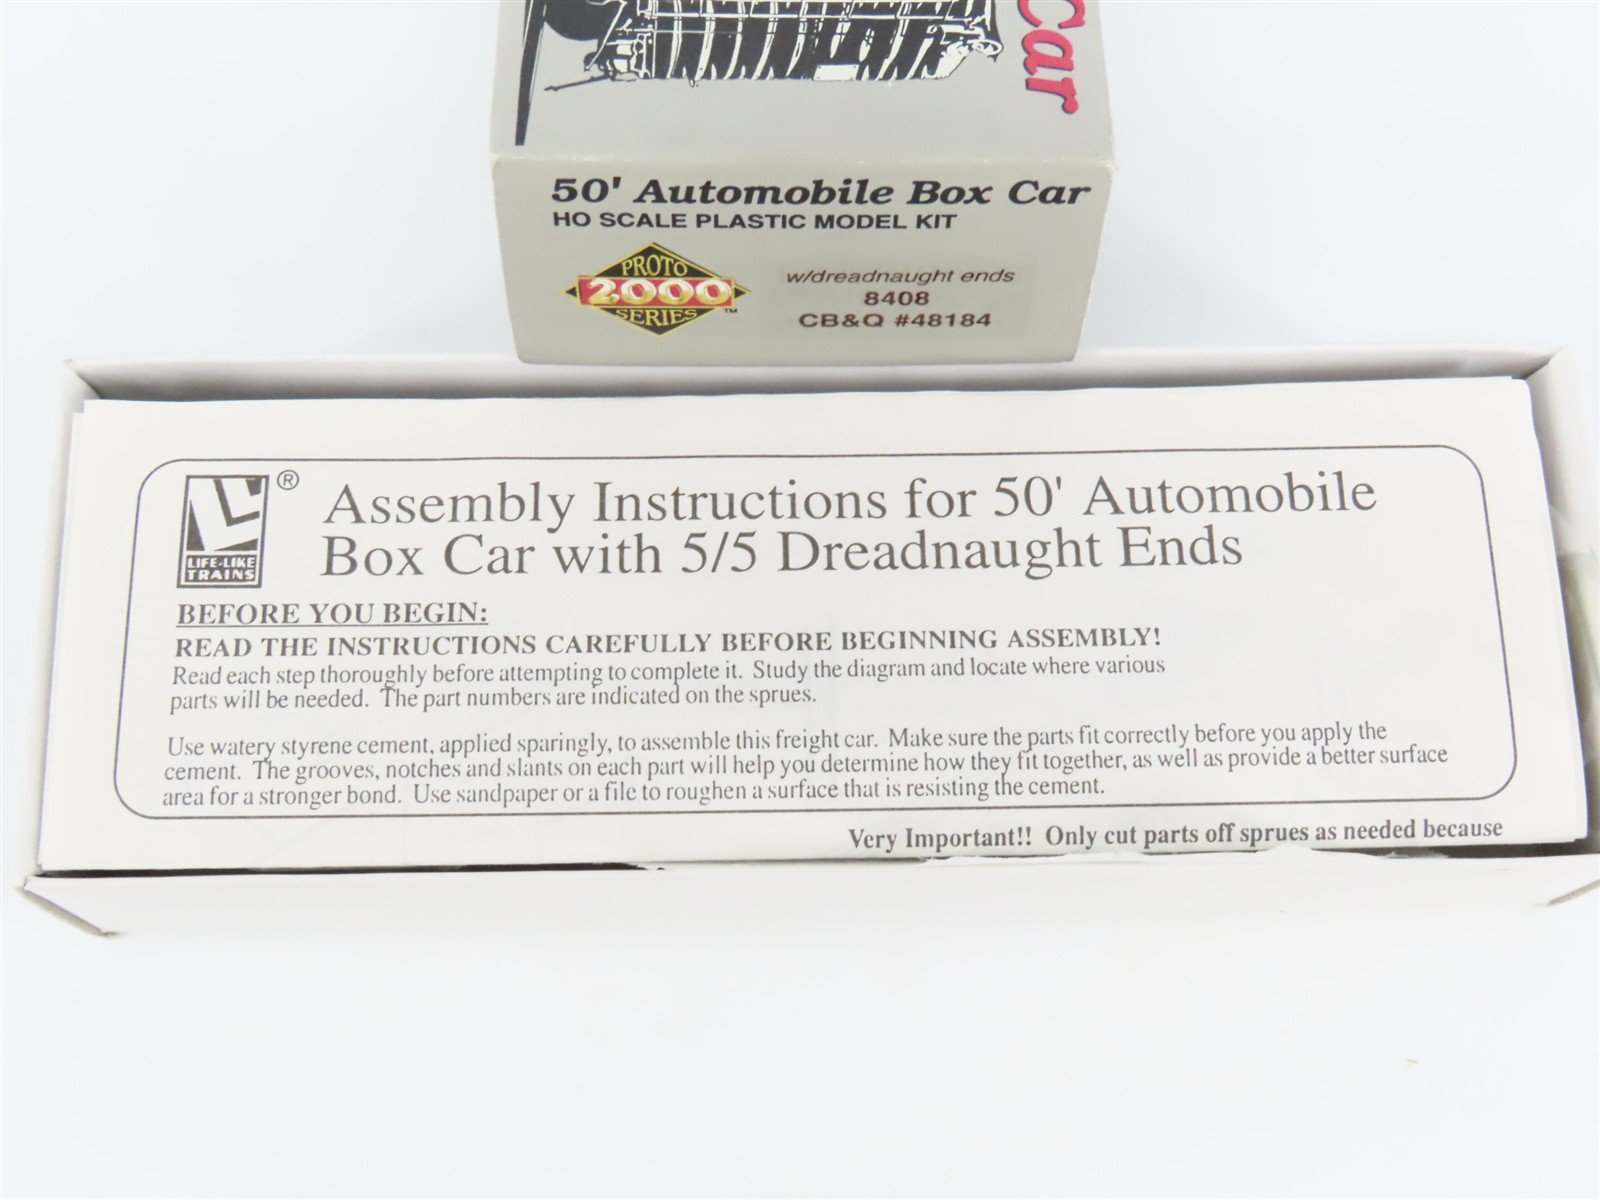 Car
50' Automobile Box Car
HO SCALE PLASTIC MODEL KIT
PROTO
2000
SERIES ™
w/dreadnaught ends
8408
CB&Q #48184
LIFE-LIKE
TRAINS
®
Assembly Instructions for 50' Automobile
Box Car with 5/5 Dreadnaught Ends
BEFORE YOU BEGIN:
READ THE INSTRUCTIONS CAREFULLY BEFORE BEGINNING ASSEMBLY!
Read each step thoroughly before attempting to complete it. Study the diagram and locate where various
parts will be needed. The part numbers are indicated on the sprues.
Use watery styrene cement, applied sparingly, to assemble this freight car. Make sure the parts fit correctly before you apply the
cement. The grooves, notches and slants on each part will help you determine how they fit together, as well as provide a better surface
area for a stronger bond. Use sandpaper or a file to roughen a surface that is resisting the cement.
Very Important!! Only cut parts off sprues as needed because